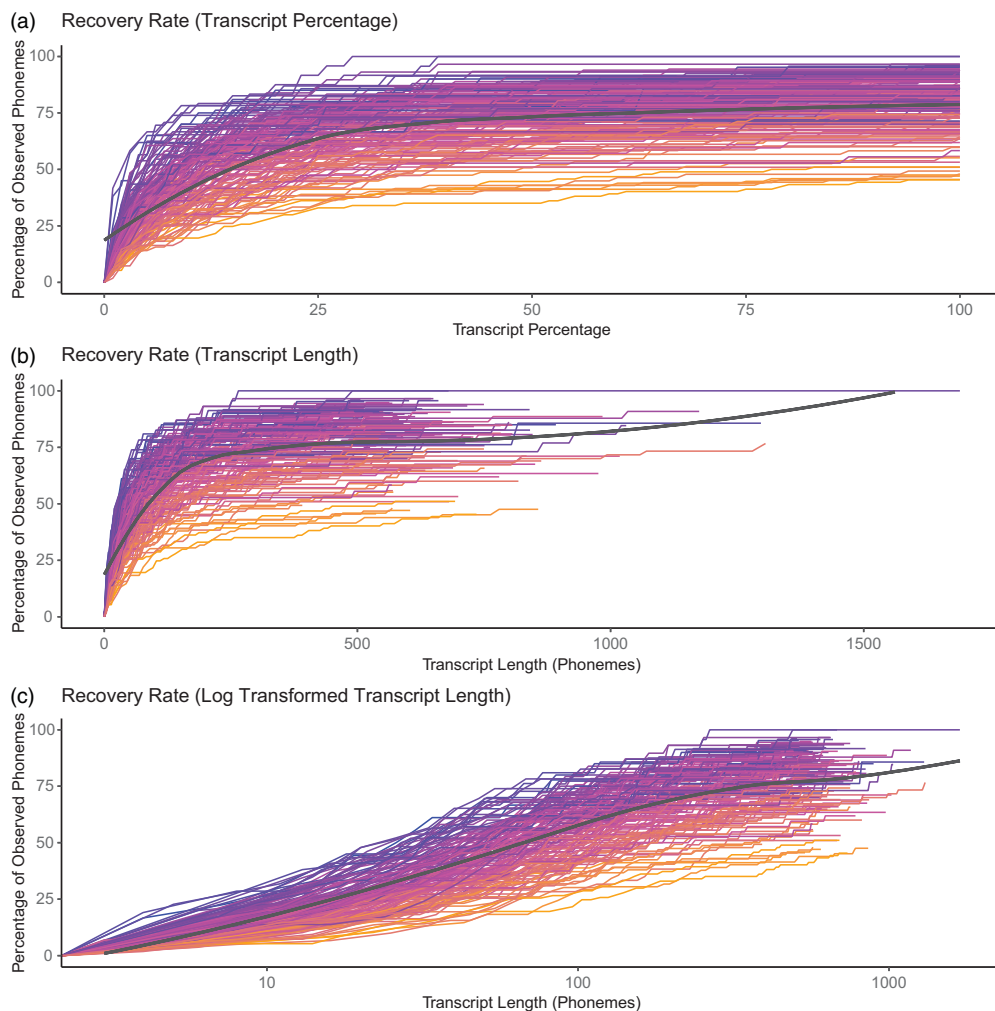 (a) Recovery Rate (Transcript Percentage)
Percentage of Observed Phonemes
100
75
50
25
0
0 25 50 75 100
Transcript Percentage
(b) Recovery Rate (Transcript Length)
Percentage of Observed Phonemes
100
75
50
25
0
0 500 1000 1500
Transcript Length (Phonemes)
(c) Recovery Rate (Log Transformed Transcript Length)
Percentage of Observed Phonemes
100
75
50
25
0
10 100 1000
Transcript Length (Phonemes)